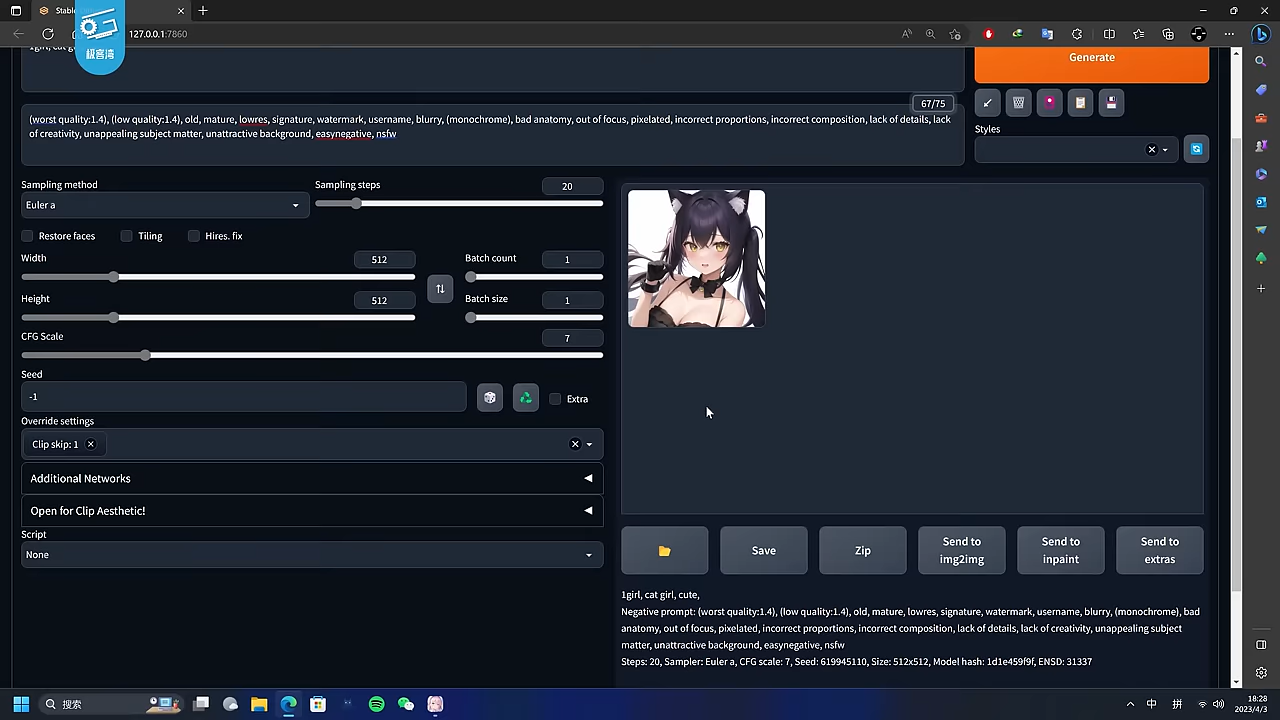 Stable
极客湾
127.0.0.1:7860
Generate
67/75
(worst quality:1.4), (low quality:1.4), old, mature, lowres, signature, watermark, username, blurry, (monochrome), bad anatomy, out of focus, pixelated, incorrect proportions, incorrect composition, lack of details, lack
of creativity, unappealing subject matter, unattractive background, easynegative, nsfw
Styles
Sampling method
Sampling steps
20
Euler a
Restore faces
Tiling
Hires. fix
Width
512
Batch count
1
Height
512
Batch size
1
CFG Scale
7
Seed
-1
Extra
Override settings
Clip skip: 1
Additional Networks
Open for Clip Aesthetic!
Script
None
Save
Zip
Send to
img2img
Send to
inpaint
Send to
extras
1girl, cat girl, cute,
Negative prompt: (worst quality:1.4), (low quality:1.4), old, mature, lowres, signature, watermark, username, blurry, (monochrome), bad
anatomy, out of focus, pixelated, incorrect proportions, incorrect composition, lack of details, lack of creativity, unappealing subject
matter, unattractive background, easynegative, nsfw
Steps: 20, Sampler: Euler a, CFG scale: 7, Seed: 619945110, Size: 512x512, Model hash: 1d1e459f9f, ENSD: 31337
搜索
中
拼
18:28
2023/4/3